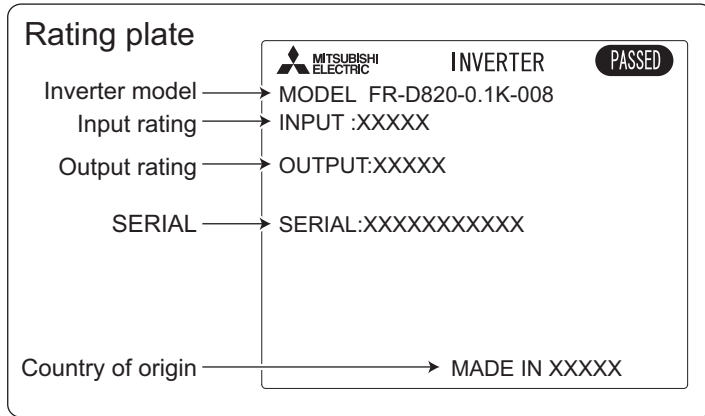 Rating plate
MITSUBISHI
ELECTRIC
INVERTER
PASSED
Inverter model
MODEL FR-D820-0.1K-008
Input rating
INPUT :XXXXX
Output rating
OUTPUT:XXXXX
SERIAL
SERIAL:XXXXXXXXXXX
Country of origin
MADE IN XXXXX